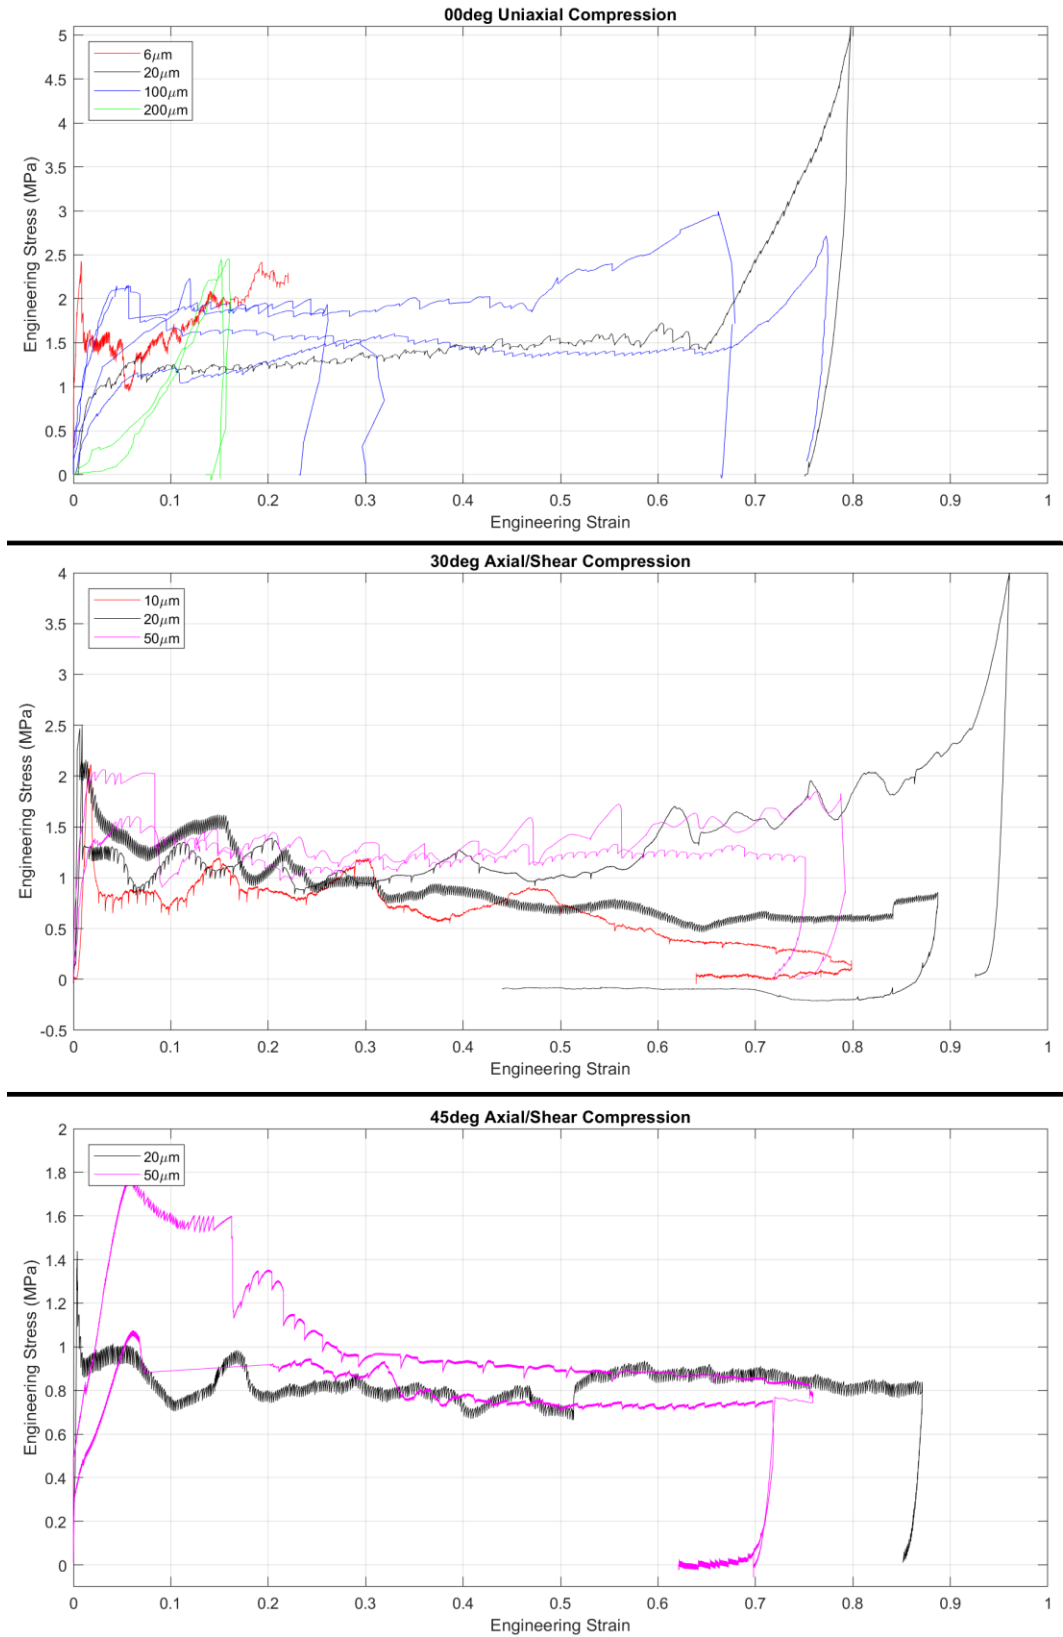 00deg Uniaxial Compression
6μm
20μm
100μm
200μm
Engineering Stress (MPa)
5
4.5
4
3.5
3
2.5
2
1.5
1
0.5
0
0 0.1 0.2 0.3 0.4 0.5 0.6 0.7 0.8 0.9 1
Engineering Strain
30deg Axial/Shear Compression
10μm
20μm
50μm
Engineering Stress (MPa)
4
3.5
3
2.5
2
1.5
1
0.5
0
-0.5
0 0.1 0.2 0.3 0.4 0.5 0.6 0.7 0.8 0.9 1
Engineering Strain
45deg Axial/Shear Compression
20μm
50μm
Engineering Stress (MPa)
2
1.8
1.6
1.4
1.2
1
0.8
0.6
0.4
0.2
0
0 0.1 0.2 0.3 0.4 0.5 0.6 0.7 0.8 0.9 1
Engineering Strain